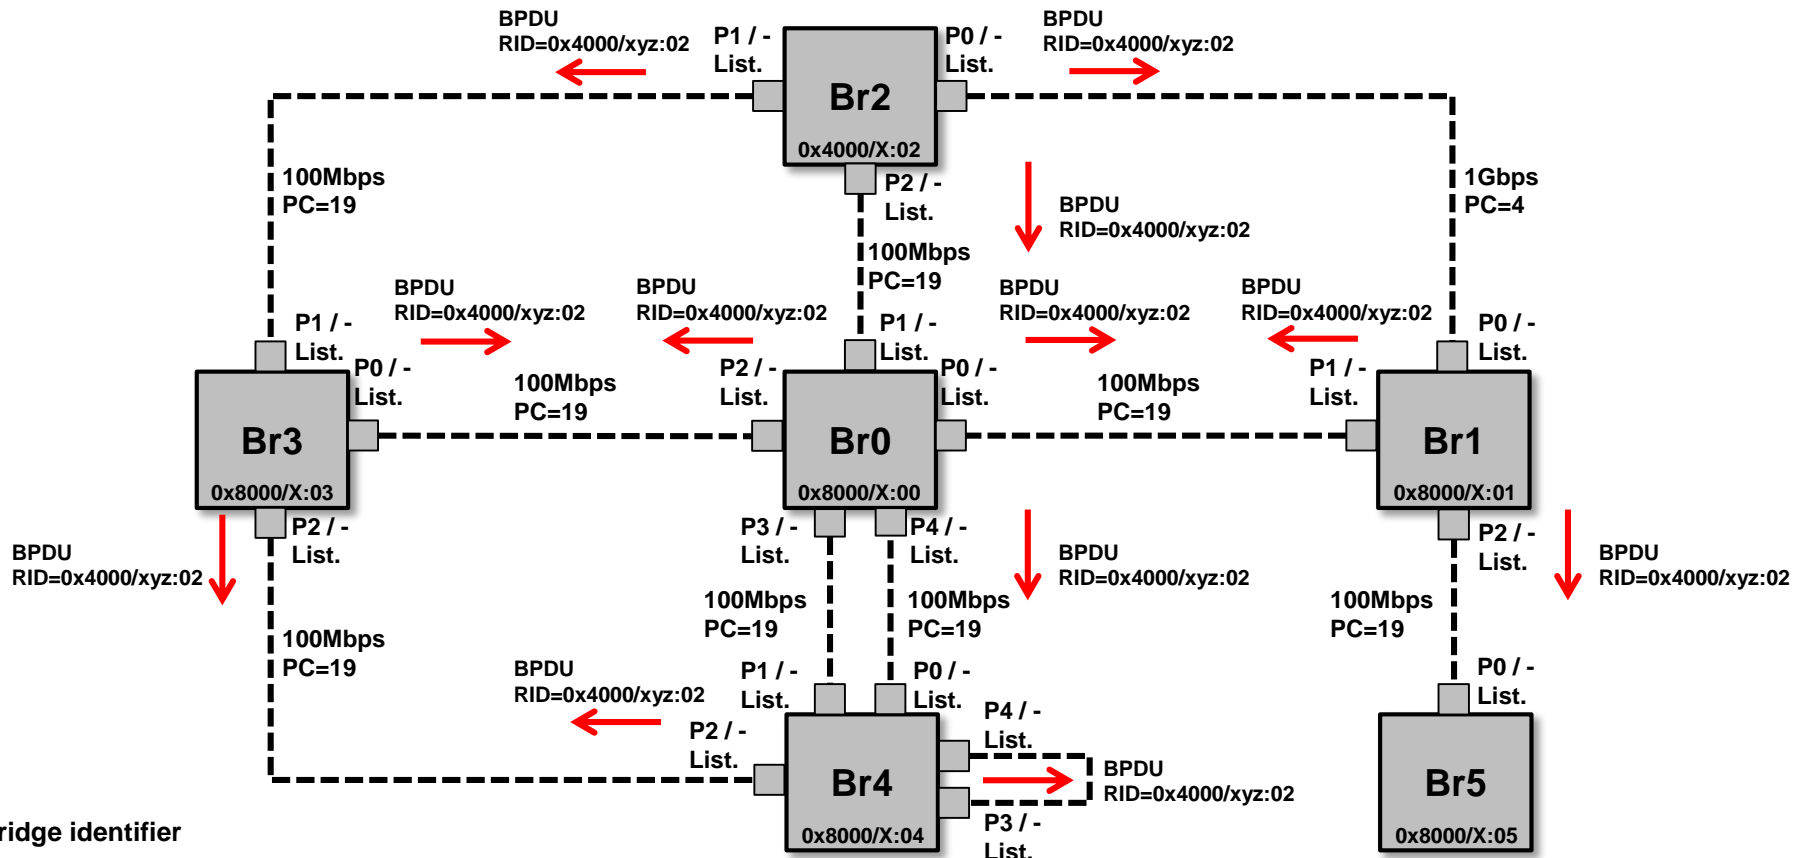 BPDU
RID=0x4000/xyz:02
P1 / -
List.
P0 / -
List.
BPDU
RID=0x4000/xyz:02
Br2
0x4000/X:02
P2 / -
List.
100Mbps
PC=19
1Gbps
PC=4
BPDU
RID=0x4000/xyz:02
100Mbps
PC=19
BPDU
RID=0x4000/xyz:02
BPDU
RID=0x4000/xyz:02
BPDU
RID=0x4000/xyz:02
BPDU
RID=0x4000/xyz:02
P1 / -
List.
P1 / -
List.
P0 / -
List.
P0 / -
List.
P2 / -
List.
P0 / -
List.
P1 / -
List.
100Mbps
PC=19
100Mbps
PC=19
Br3
0x8000/X:03
Br0
0x8000/X:00
Br1
0x8000/X:01
P2 / -
List.
P3 / -
List.
P4 / -
List.
P2 / -
List.
BPDU
RID=0x4000/xyz:02
BPDU
RID=0x4000/xyz:02
BPDU
RID=0x4000/xyz:02
100Mbps
PC=19
100Mbps
PC=19
100Mbps
PC=19
100Mbps
PC=19
BPDU
RID=0x4000/xyz:02
P1 / -
List.
P0 / -
List.
P0 / -
List.
P2 / -
List.
P4 / -
List.
Br4
0x8000/X:04
BPDU
RID=0x4000/xyz:02
P3 / -
List.
Br5
0x8000/X:05
ridge identifier